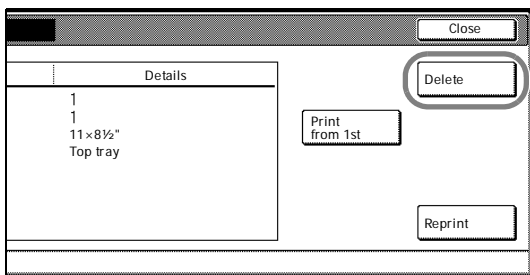 Close
Details
Delete
1
1
11×8½"
Top tray
Print
from 1st
Reprint